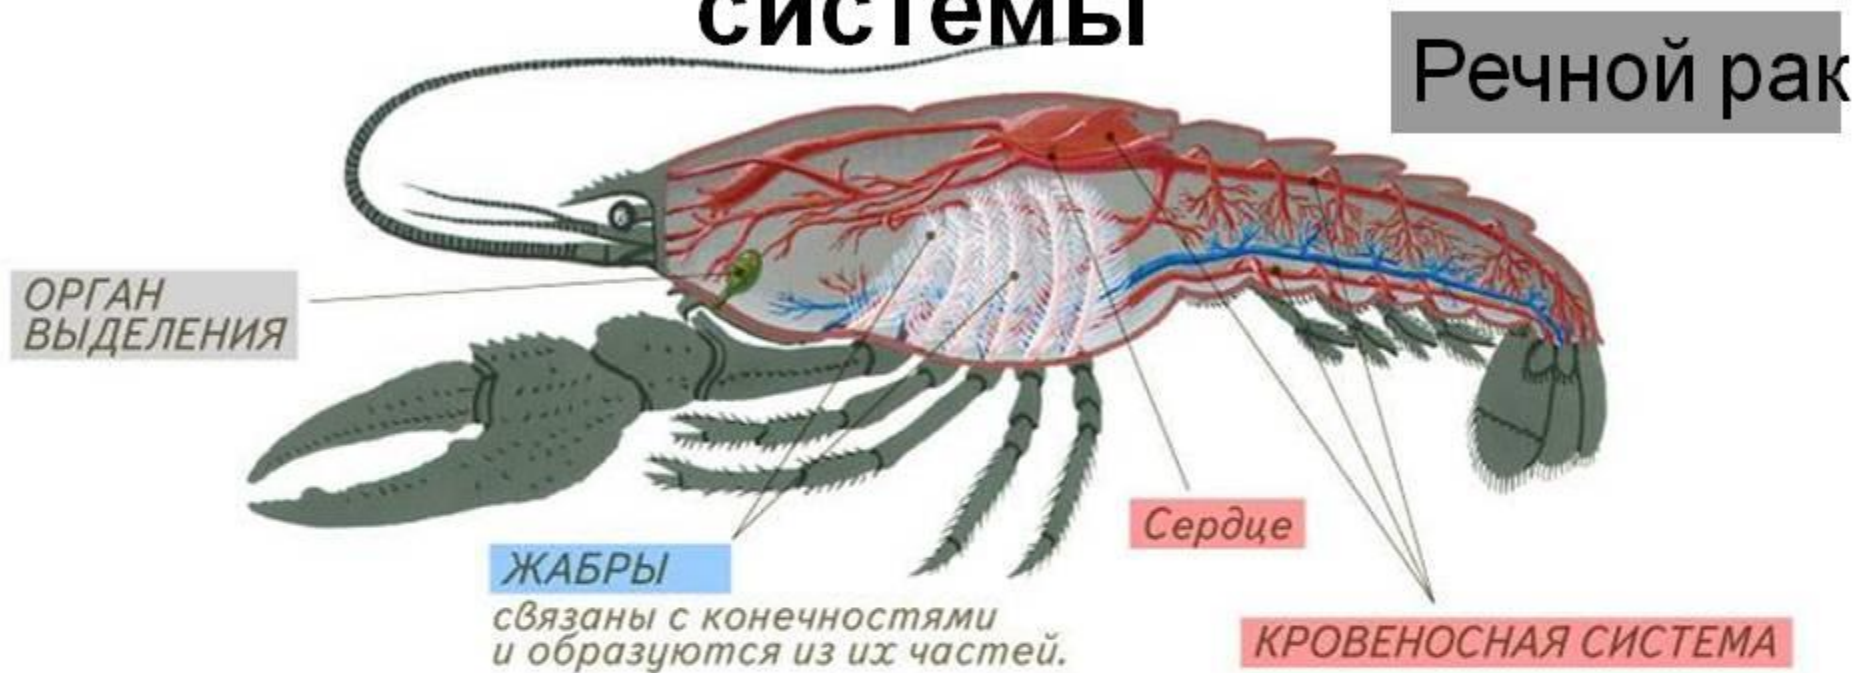 системы
Речной рак
ОРГАН
ВЫДЕЛЕНИЯ
Сердце
ЖАБРЫ
связаны с конечностями
и образуются из их частей.
КРОВЕНОСНАЯ СИСТЕМА